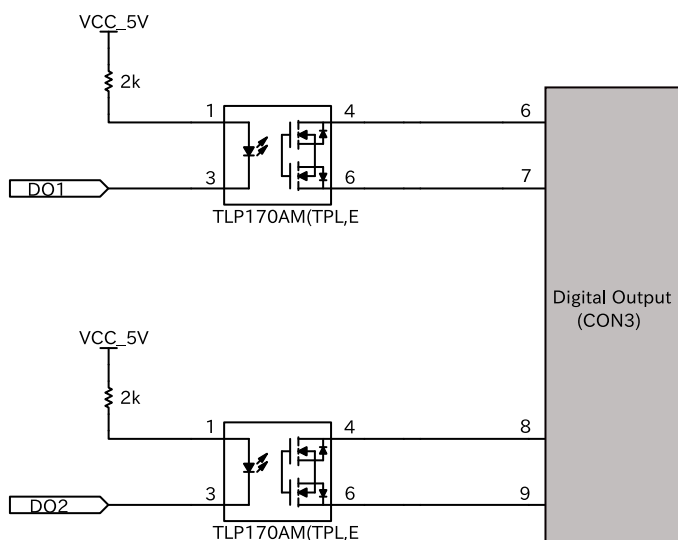 VCC_5V
2k
1
4
6
3
6
7
DO1
TLP170AM(TPL,E
Digital Output
(CON3)
VCC_5V
2k
1
4
8
3
6
9
DO2
TLP170AM(TPL,E